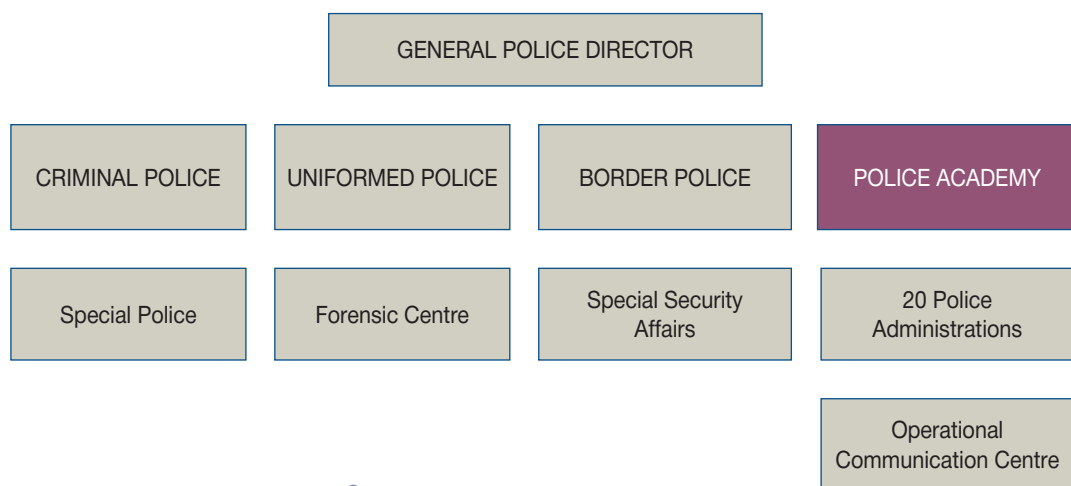 GENERAL POLICE DIRECTOR
CRIMINAL POLICE
UNIFORMED POLICE
BORDER POLICE
POLICE ACADEMY
Special Police
Forensic Centre
Special Security
Affairs
20 Police
Administrations
Operational
Communication Centre